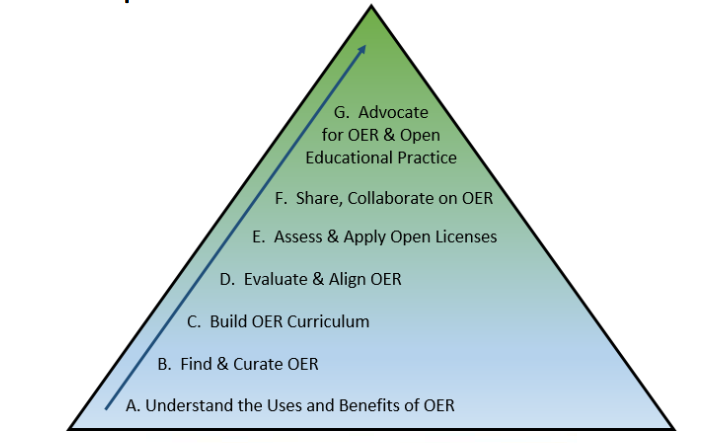 G. Advocate
for OER & Open
Educational Practice
F. Share, Collaborate on OER
E. Assess & Apply Open Licenses
D. Evaluate & Align OER
C. Build OER Curriculum
B. Find & Curate OER
A. Understand the Uses and Benefits of OER